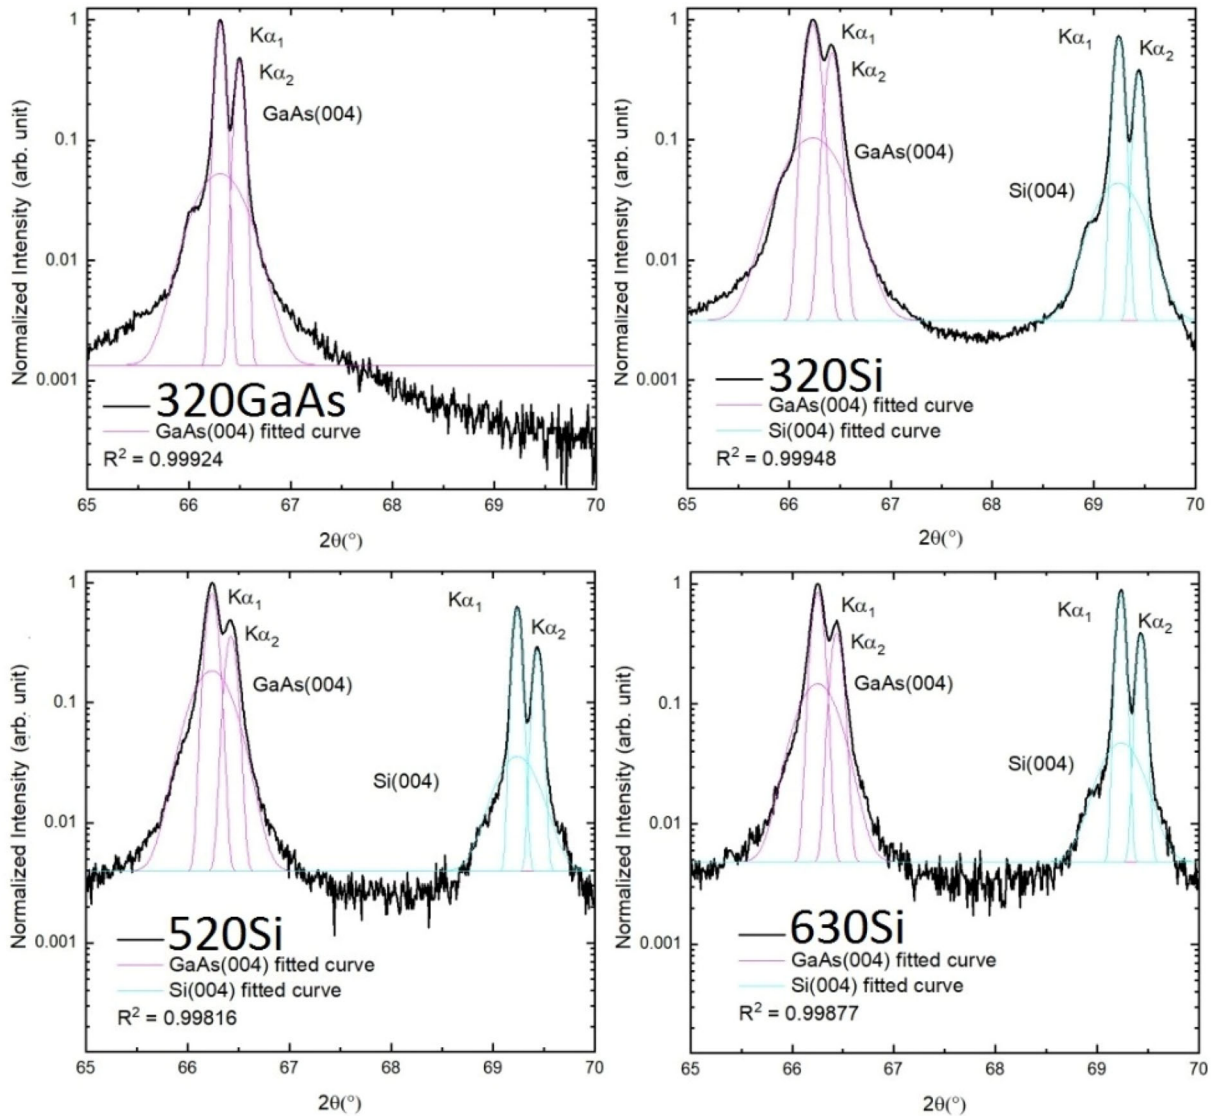 Normalized Intensity (arb. unit)
1
0.1
0.01
0.001
Kα₁
Kα₂
GaAs(004)
320GaAs
GaAs(004) fitted curve
R² = 0.99924
65 66 67 68 69 70
2θ(°)
Normalized Intensity (arb. unit)
1
0.1
0.01
0.001
Kα₁
Kα₂
GaAs(004)
Kα₁
Kα₂
Si(004)
320Si
GaAs(004) fitted curve
Si(004) fitted curve
R² = 0.99948
65 66 67 68 69 70
2θ(°)
Normalized Intensity (arb. unit)
1
0.1
0.01
0.001
Kα₁
Kα₂
GaAs(004)
Kα₁
Kα₂
Si(004)
520Si
GaAs(004) fitted curve
Si(004) fitted curve
R² = 0.99816
65 66 67 68 69 70
2θ(°)
Normalized Intensity (arb. unit)
1
0.1
0.01
0.001
Kα₁
Kα₂
GaAs(004)
Kα₁
Kα₂
Si(004)
630Si
GaAs(004) fitted curve
Si(004) fitted curve
R² = 0.99877
65 66 67 68 69 70
2θ(°)